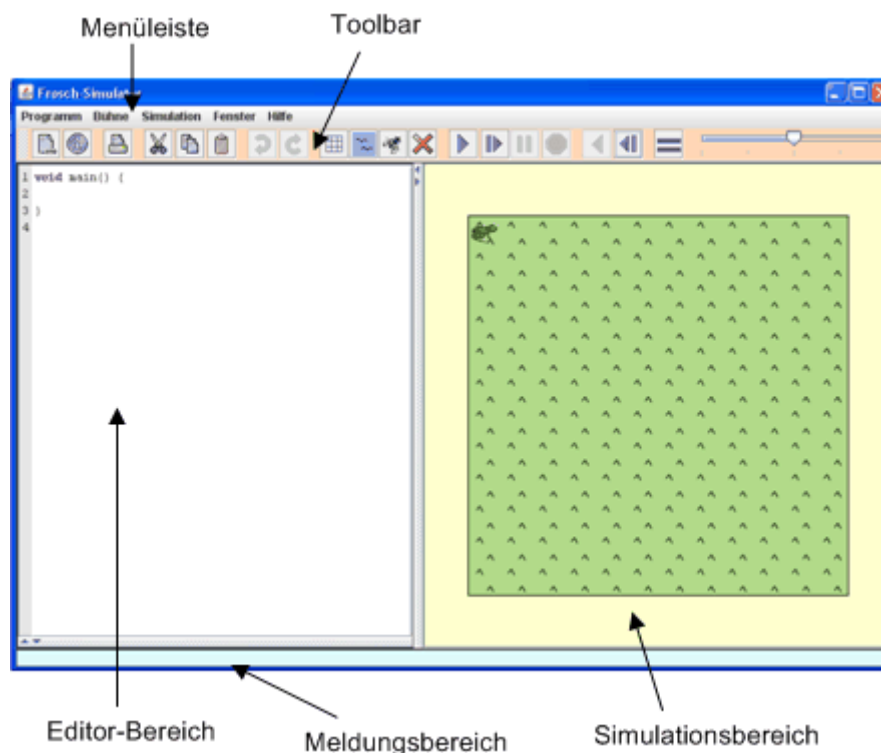 Menüleiste
Toolbar
Frosch-Simulator
Programm Bühne Simulation Fenster Hilfe
1 void main() {
2
3 }
4
Editor-Bereich
Meldungsbereich
Simulationsbereich